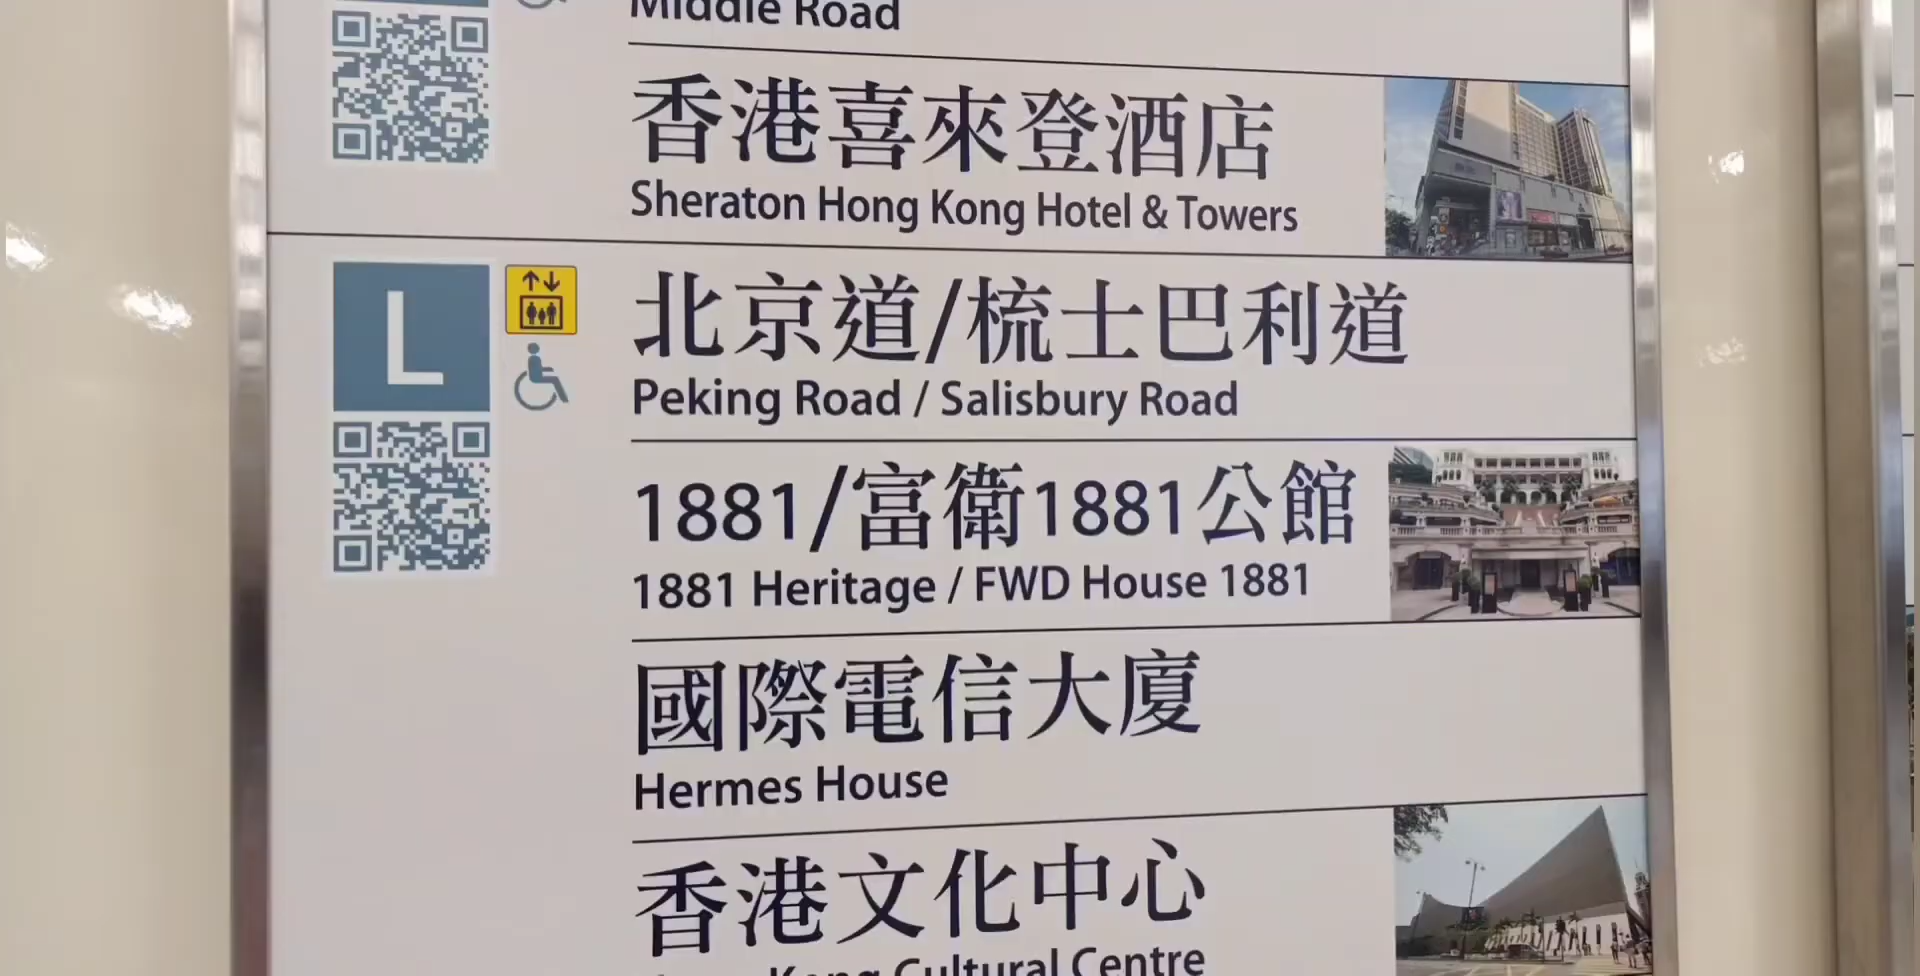 Middle Road
香港喜來登酒店
Sheraton Hong Kong Hotel & Towers
L
北京道/梳士巴利道
Peking Road / Salisbury Road
1881/富衛1881公館
1881 Heritage / FWD House 1881
國際電信大廈
Hermes House
香港文化中心
Kong Cultural Centre